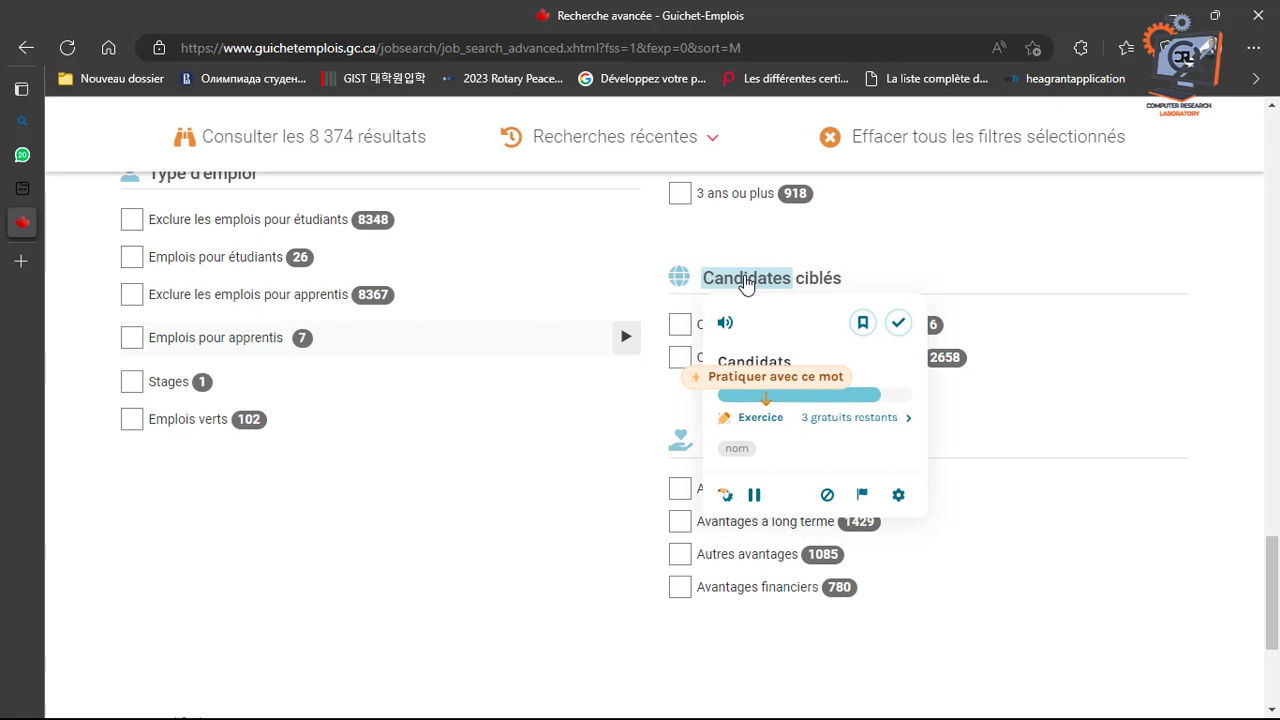 Recherche avancée - Guichet-Emplois
https://www.guichetemplois.gc.ca/jobsearch/job_search_advanced.xhtml?fss=1&fexp=0&sort=M
Nouveau dossier
Олимпиада студен...
GIST 대학원입학
2023 Rotary Peace...
Développez votre p...
Les différentes certi...
La liste complète d...
heagrantapplication
COMPUTER RESEARCH
LABORATORY
Consulter les 8 374 résultats
Recherches récentes
Effacer tous les filtres sélectionnés
Type d'emploi
Exclure les emplois pour étudiants 8348
Emplois pour étudiants 26
Exclure les emplois pour apprentis 8367
Emplois pour apprentis 7
Stages 1
Emplois verts 102
3 ans ou plus 918
Candidates ciblés
6
2658
Candidats
Pratiquer avec ce mot
Exercice 3 gratuits restants
nom
Avantages à long terme 1429
Autres avantages 1085
Avantages financiers 780
20